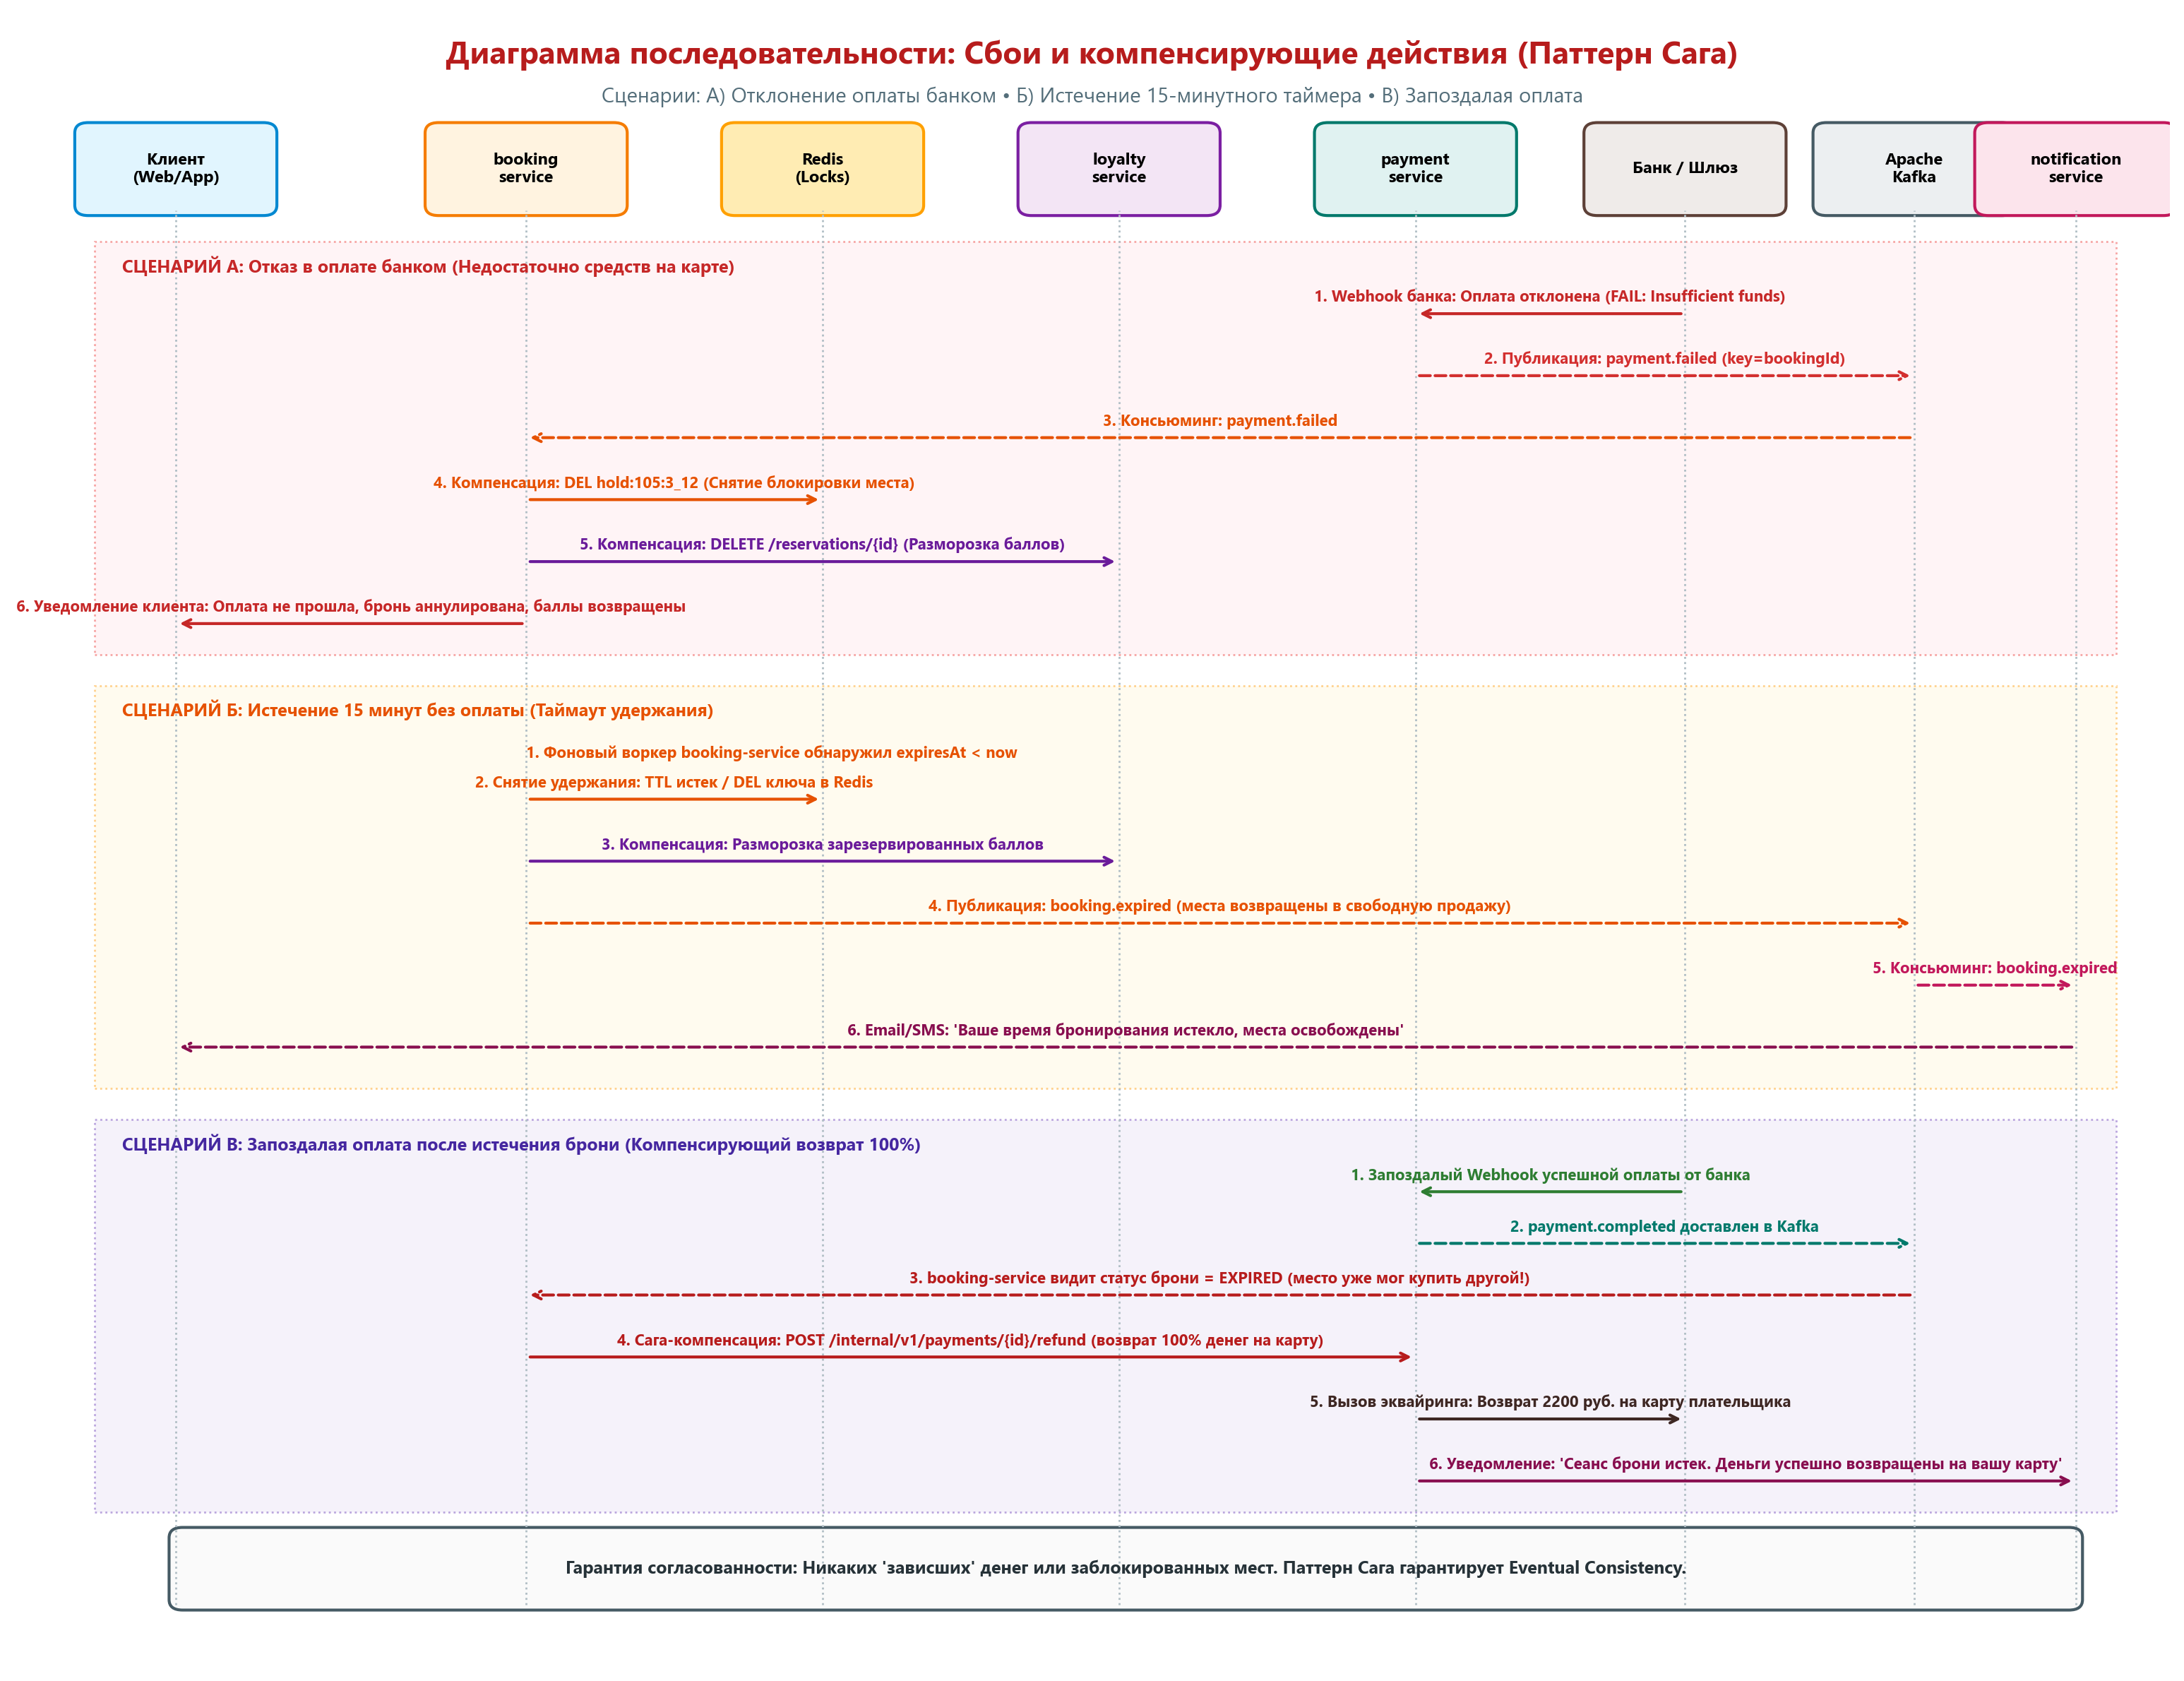 Диаграмма последовательности: Сбои и компенсирующие действия (Паттерн Сага)
Сценарии: А) Отклонение оплаты банком • Б) Истечение 15-минутного таймера • В) Запоздалая оплата
Клиент
(Web/App)
booking
service
Redis
(Locks)
loyalty
service
payment
service
Банк / Шлюз
Apache
Kafka
notification
service
СЦЕНАРИЙ А: Отказ в оплате банком (Недостаточно средств на карте)
1. Webhook банка: Оплата отклонена (FAIL: Insufficient funds)
2. Публикация: payment.failed (key=bookingId)
3. Консьюминг: payment.failed
4. Компенсация: DEL hold:105:3_12 (Снятие блокировки места)
5. Компенсация: DELETE /reservations/{id} (Разморозка баллов)
6. Уведомление клиента: Оплата не прошла, бронь аннулирована, баллы возвращены
СЦЕНАРИЙ Б: Истечение 15 минут без оплаты (Таймаут удержания)
1. Фоновый воркер booking-service обнаружил expiresAt < now
2. Снятие удержания: TTL истек / DEL ключа в Redis
3. Компенсация: Разморозка зарезервированных баллов
4. Публикация: booking.expired (места возвращены в свободную продажу)
5. Консьюминг: booking.expired
6. Email/SMS: 'Ваше время бронирования истекло, места освобождены'
СЦЕНАРИЙ В: Запоздалая оплата после истечения брони (Компенсирующий возврат 100%)
1. Запоздалый Webhook успешной оплаты от банка
2. payment.completed доставлен в Kafka
3. booking-service видит статус брони = EXPIRED (место уже мог купить другой!)
4. Сага-компенсация: POST /internal/v1/payments/{id}/refund (возврат 100% денег на карту)
5. Вызов эквайринга: Возврат 2200 руб. на карту плательщика
6. Уведомление: 'Сеанс брони истек. Деньги успешно возвращены на вашу карту'
Гарантия согласованности: Никаких 'зависших' денег или заблокированных мест. Паттерн Сага гарантирует Eventual Consistency.